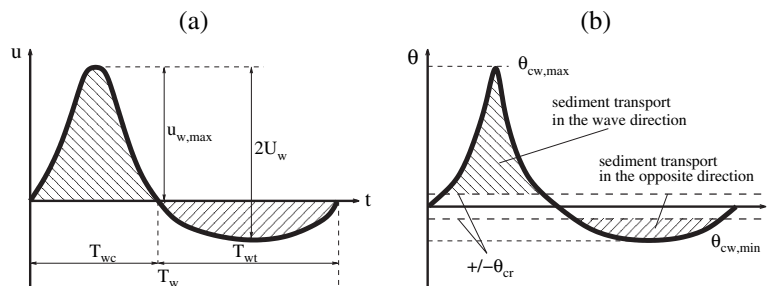 (a)
u
u_w,max
2U_w
t
T_wc
T_wt
T_w
(b)
θ
θ_cw,max
sediment transport
in the wave direction
sediment transport
in the opposite direction
t
θ_cw,min
+/−θ_cr